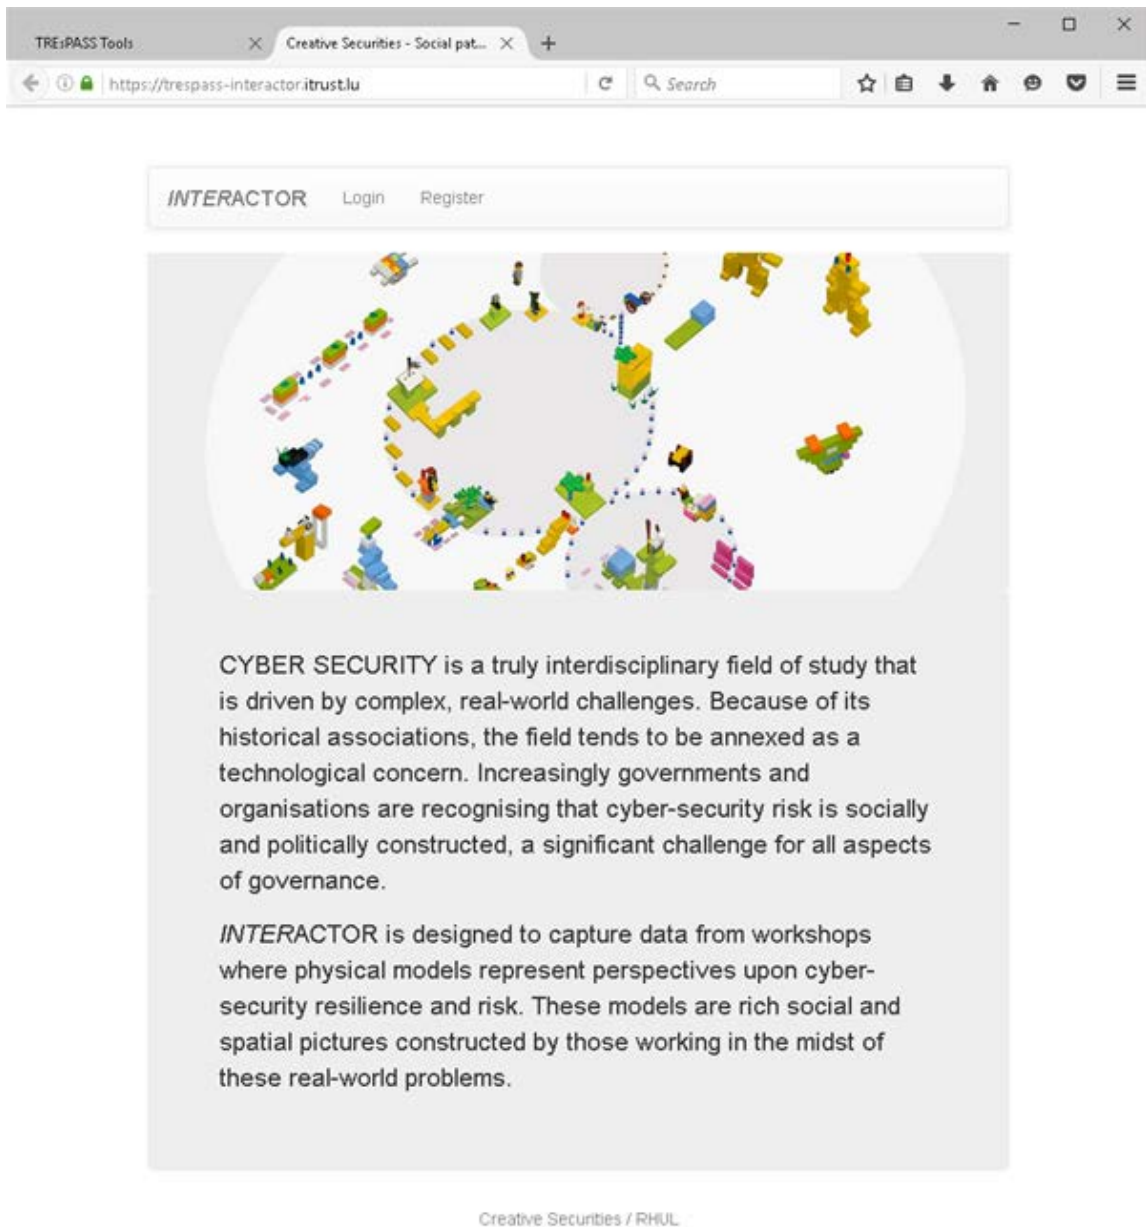 TREsPASS Tools
Creative Securities - Social pat...
https://trespass-interactor.itrust.lu
Search
INTERACTOR Login Register
CYBER SECURITY is a truly interdisciplinary field of study that
is driven by complex, real-world challenges. Because of its
historical associations, the field tends to be annexed as a
technological concern. Increasingly governments and
organisations are recognising that cyber-security risk is socially
and politically constructed, a significant challenge for all aspects
of governance.
INTERACTOR is designed to capture data from workshops
where physical models represent perspectives upon cyber-
security resilience and risk. These models are rich social and
spatial pictures constructed by those working in the midst of
these real-world problems.
Creative Securities / RHUL